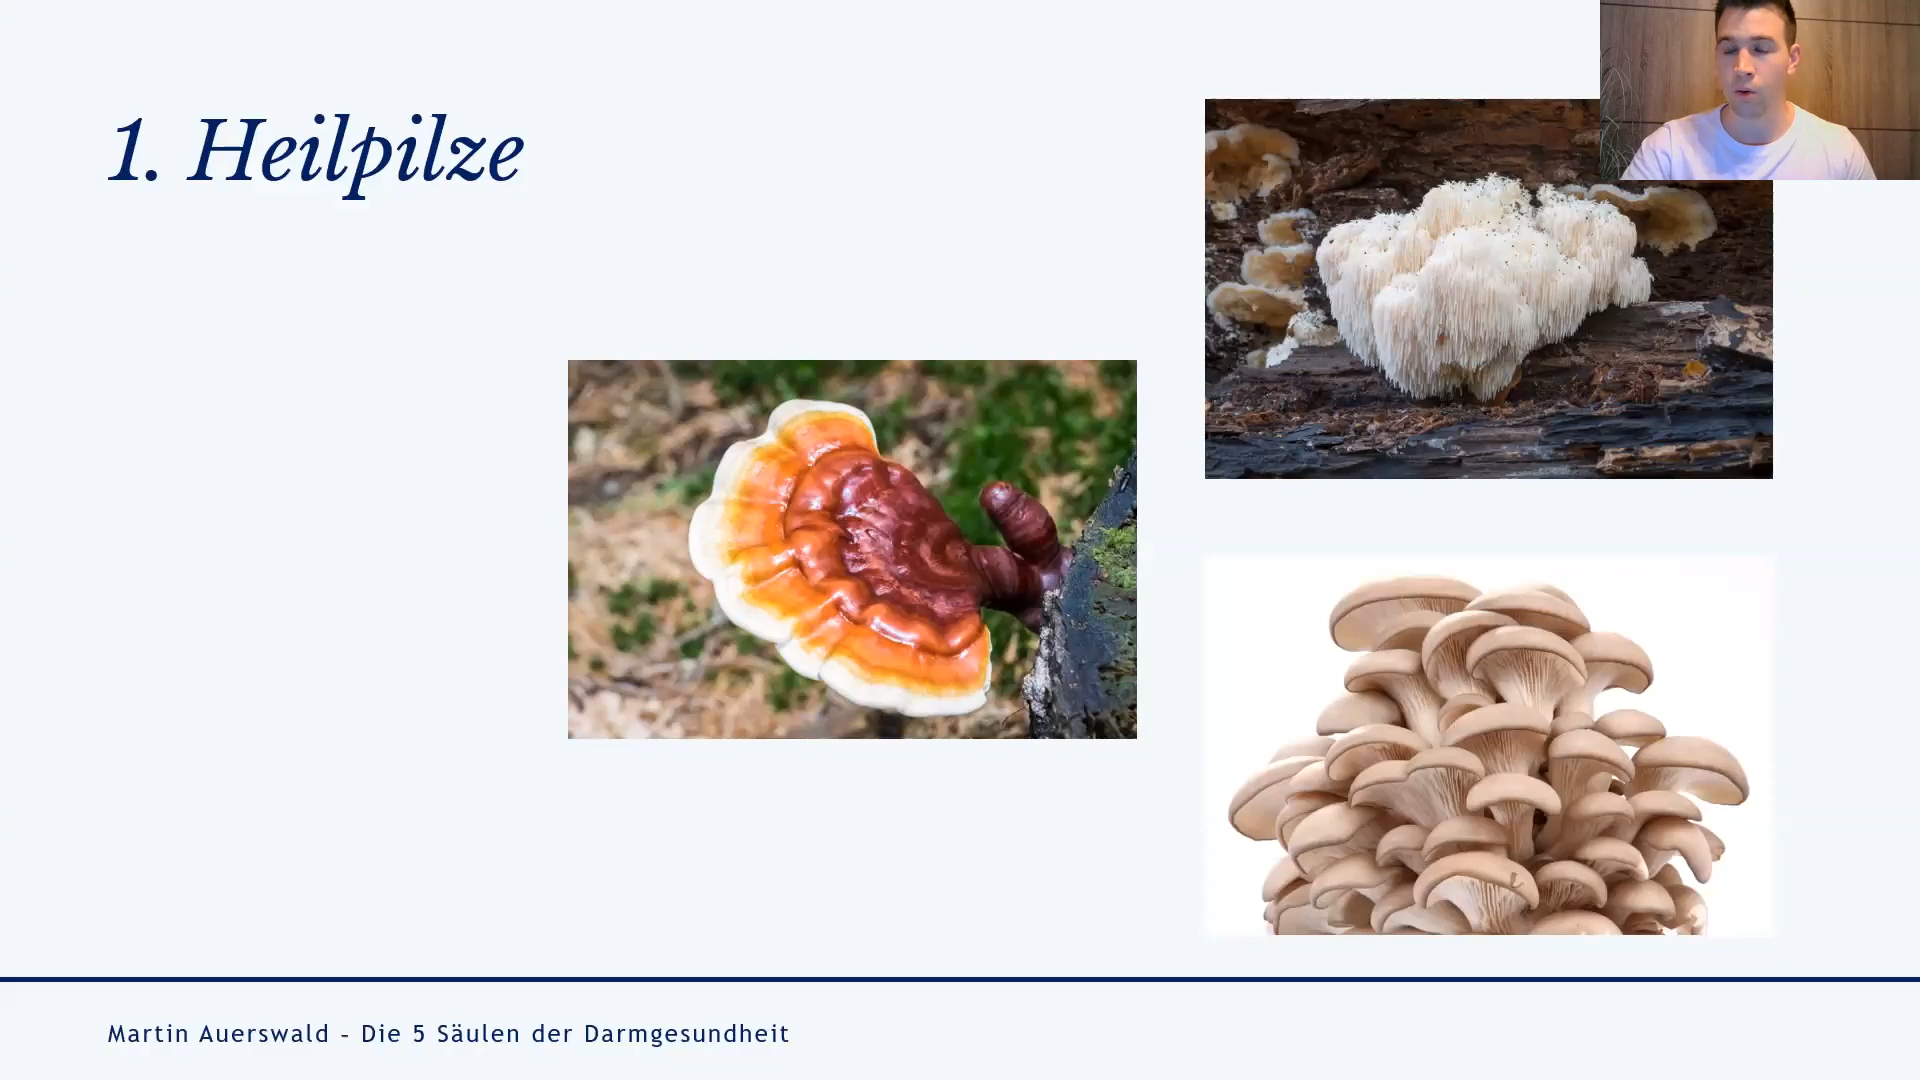 1. Heilpilze
Martin Auerswald – Die 5 Säulen der Darmgesundheit